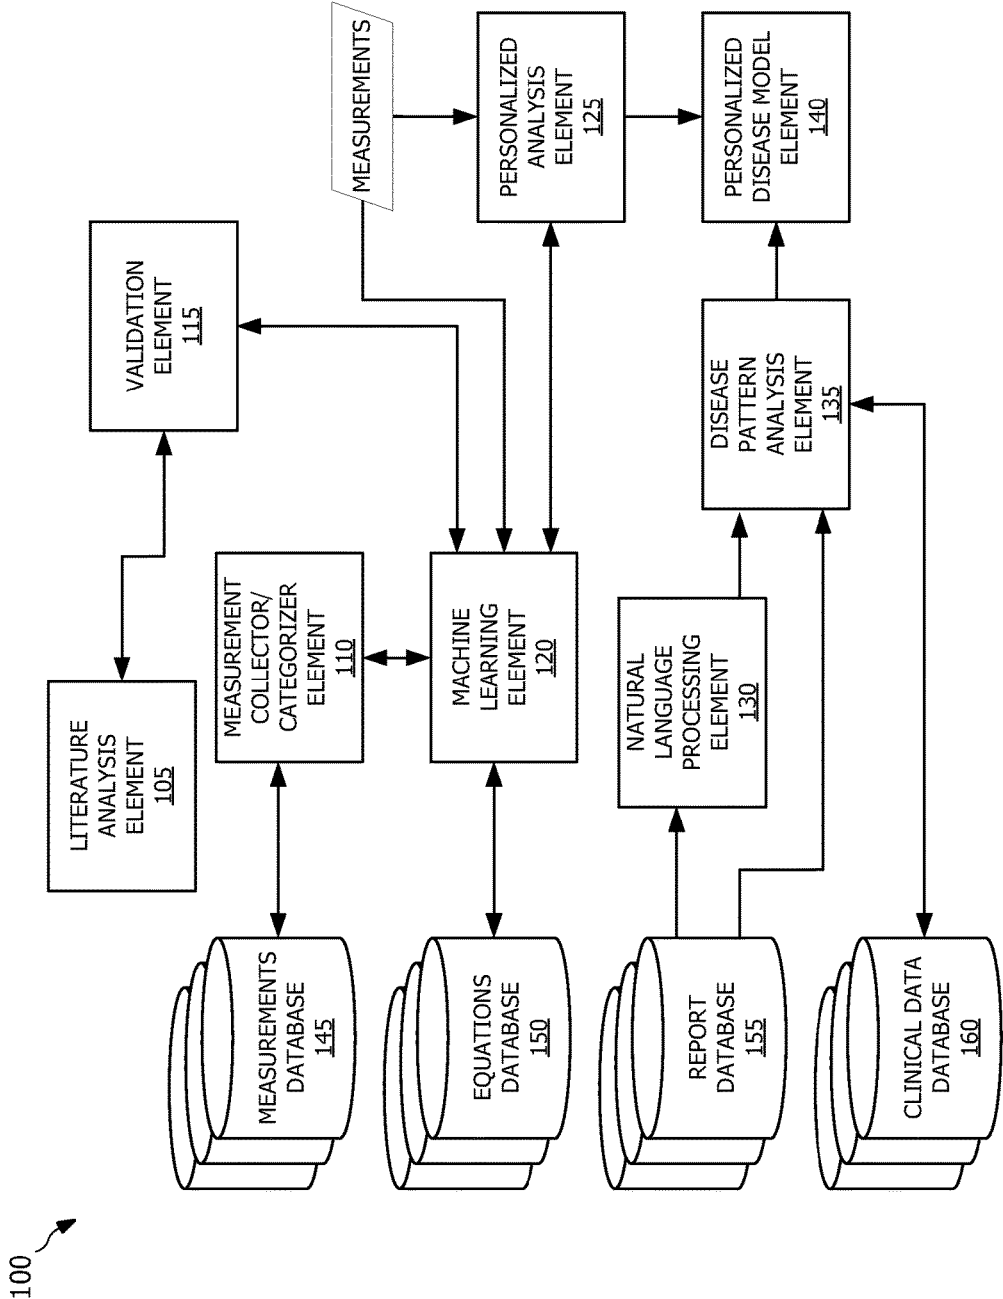 100
MEASUREMENTS
DATABASE
145
EQUATIONS
DATABASE
150
REPORT
DATABASE
155
CLINICAL DATA
DATABASE
160
LITERATURE
ANALYSIS
ELEMENT
105
MEASUREMENT
COLLECTOR/
CATEGORIZER
ELEMENT
110
MACHINE
LEARNING
ELEMENT
120
NATURAL
LANGUAGE
PROCESSING
ELEMENT
130
VALIDATION
ELEMENT
115
DISEASE
PATTERN
ANALYSIS
ELEMENT
135
MEASUREMENTS
PERSONALIZED
ANALYSIS
ELEMENT
125
PERSONALIZED
DISEASE MODEL
ELEMENT
140